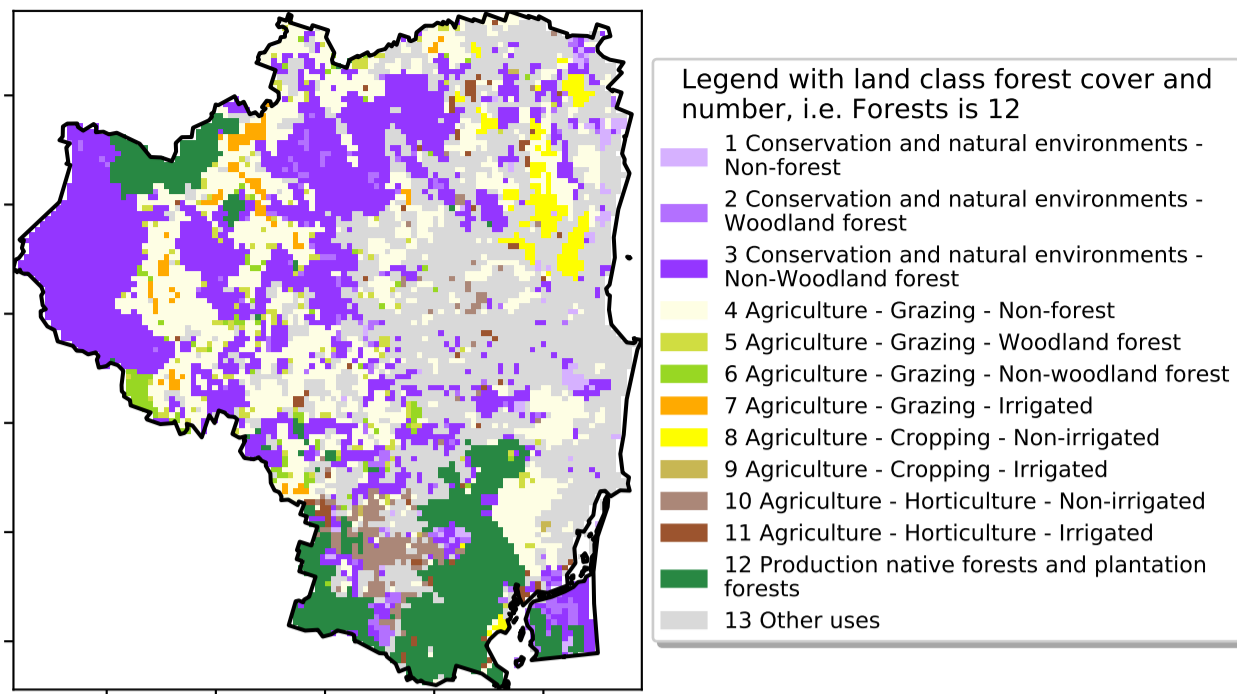 Legend with land class forest cover and
number, i.e. Forests is 12
1 Conservation and natural environments -
Non-forest
2 Conservation and natural environments -
Woodland forest
3 Conservation and natural environments -
Non-Woodland forest
4 Agriculture - Grazing - Non-forest
5 Agriculture - Grazing - Woodland forest
6 Agriculture - Grazing - Non-woodland forest
7 Agriculture - Grazing - Irrigated
8 Agriculture - Cropping - Non-irrigated
9 Agriculture - Cropping - Irrigated
10 Agriculture - Horticulture - Non-irrigated
11 Agriculture - Horticulture - Irrigated
12 Production native forests and plantation
forests
13 Other uses